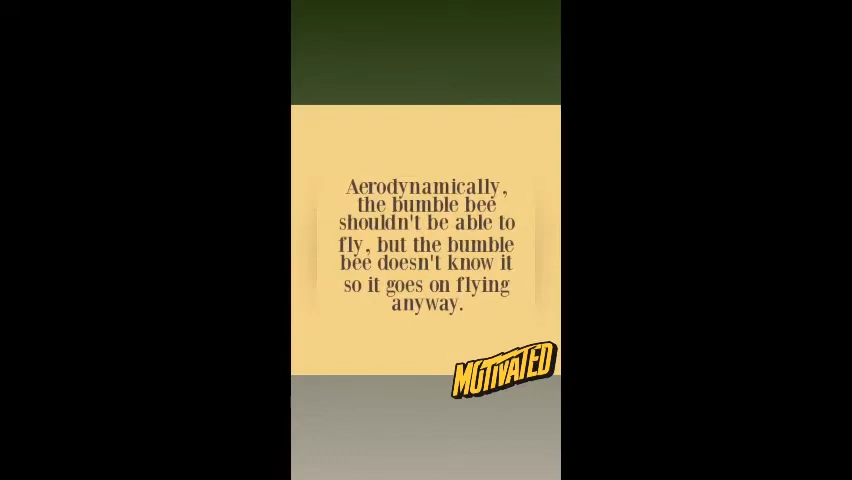 Aerodynamically,
the bumble bee
shouldn't be able to
fly, but the bumble
bee doesn't know it
so it goes on flying
anyway.
MOTIVATED